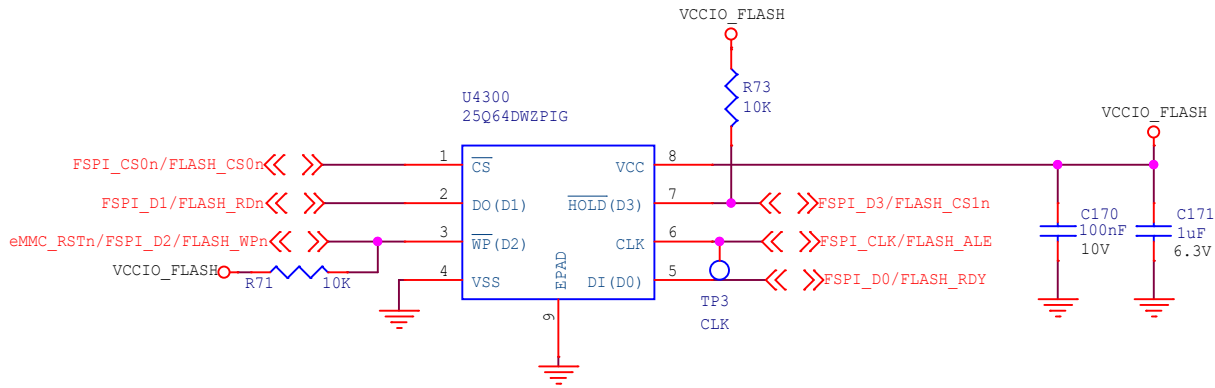 VCCIO_FLASH
R73
10K
U4300
25Q64DWZPIG
VCCIO_FLASH
FSPI_CS0n/FLASH_CS0n
1
CS
VCC
8
FSPI_D1/FLASH_RDn
2
DO(D1)
HOLD(D3)
7
FSPI_D3/FLASH_CS1n
eMMC_RSTn/FSPI_D2/FLASH_WPn
3
WP(D2)
CLK
6
FSPI_CLK/FLASH_ALE
VCCIO_FLASH
R71
10K
4
VSS
EPAD
DI(D0)
5
FSPI_D0/FLASH_RDY
9
TP3
CLK
C170
100nF
10V
C171
1uF
6.3V